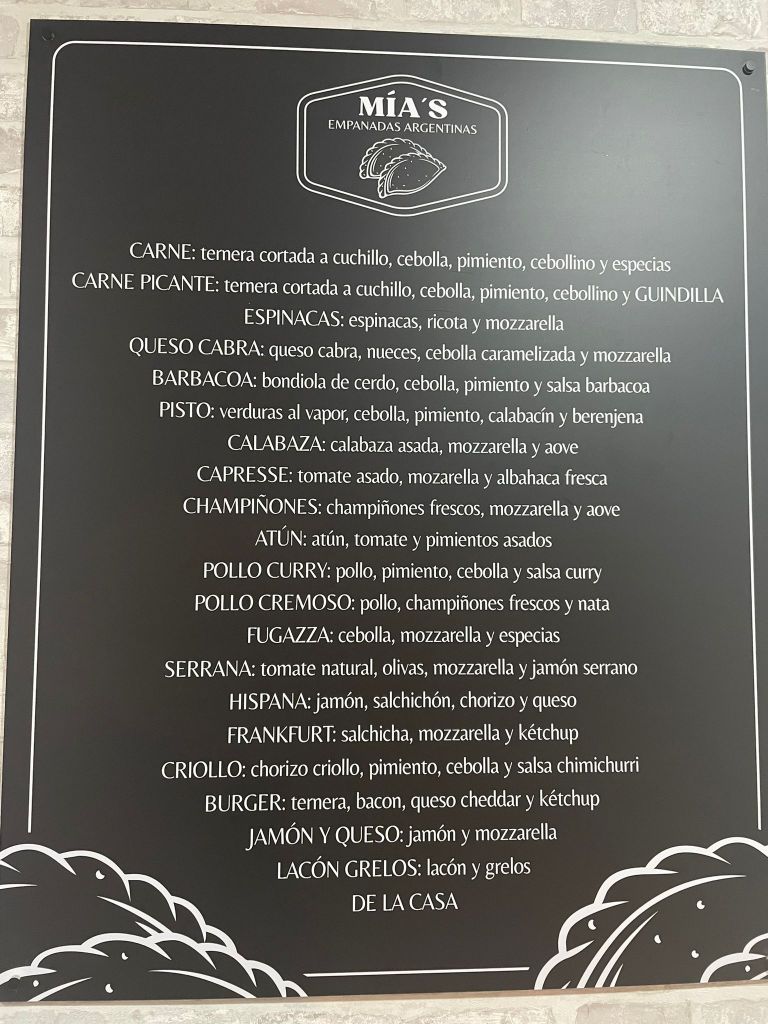 MÍA´S
EMPANADAS ARGENTINAS
CARNE: ternera cortada a cuchillo, cebolla, pimiento, cebollino y especias
CARNE PICANTE: ternera cortada a cuchillo, cebolla, pimiento, cebollino y GUINDILLA
ESPINACAS: espinacas, ricota y mozzarella
QUESO CABRA: queso cabra, nueces, cebolla caramelizada y mozzarella
BARBACOA: bondiola de cerdo, cebolla, pimiento y salsa barbacoa
PISTO: verduras al vapor, cebolla, pimiento, calabacín y berenjena
CALABAZA: calabaza asada, mozzarella y aove
CAPRESSE: tomate asado, mozarella y albahaca fresca
CHAMPIÑONES: champiñones frescos, mozzarella y aove
ATÚN: atún, tomate y pimientos asados
POLLO CURRY: pollo, pimiento, cebolla y salsa curry
POLLO CREMOSO: pollo, champiñones frescos y nata
FUGAZZA: cebolla, mozzarella y especias
SERRANA: tomate natural, olivas, mozzarella y jamón serrano
HISPANA: jamón, salchichón, chorizo y queso
FRANKFURT: salchicha, mozzarella y kétchup
CRIOLLO: chorizo criollo, pimiento, cebolla y salsa chimichurri
BURGER: ternera, bacon, queso cheddar y kétchup
JAMÓN Y QUESO: jamón y mozzarella
LACÓN GRELOS: lacón y grelos
DE LA CASA